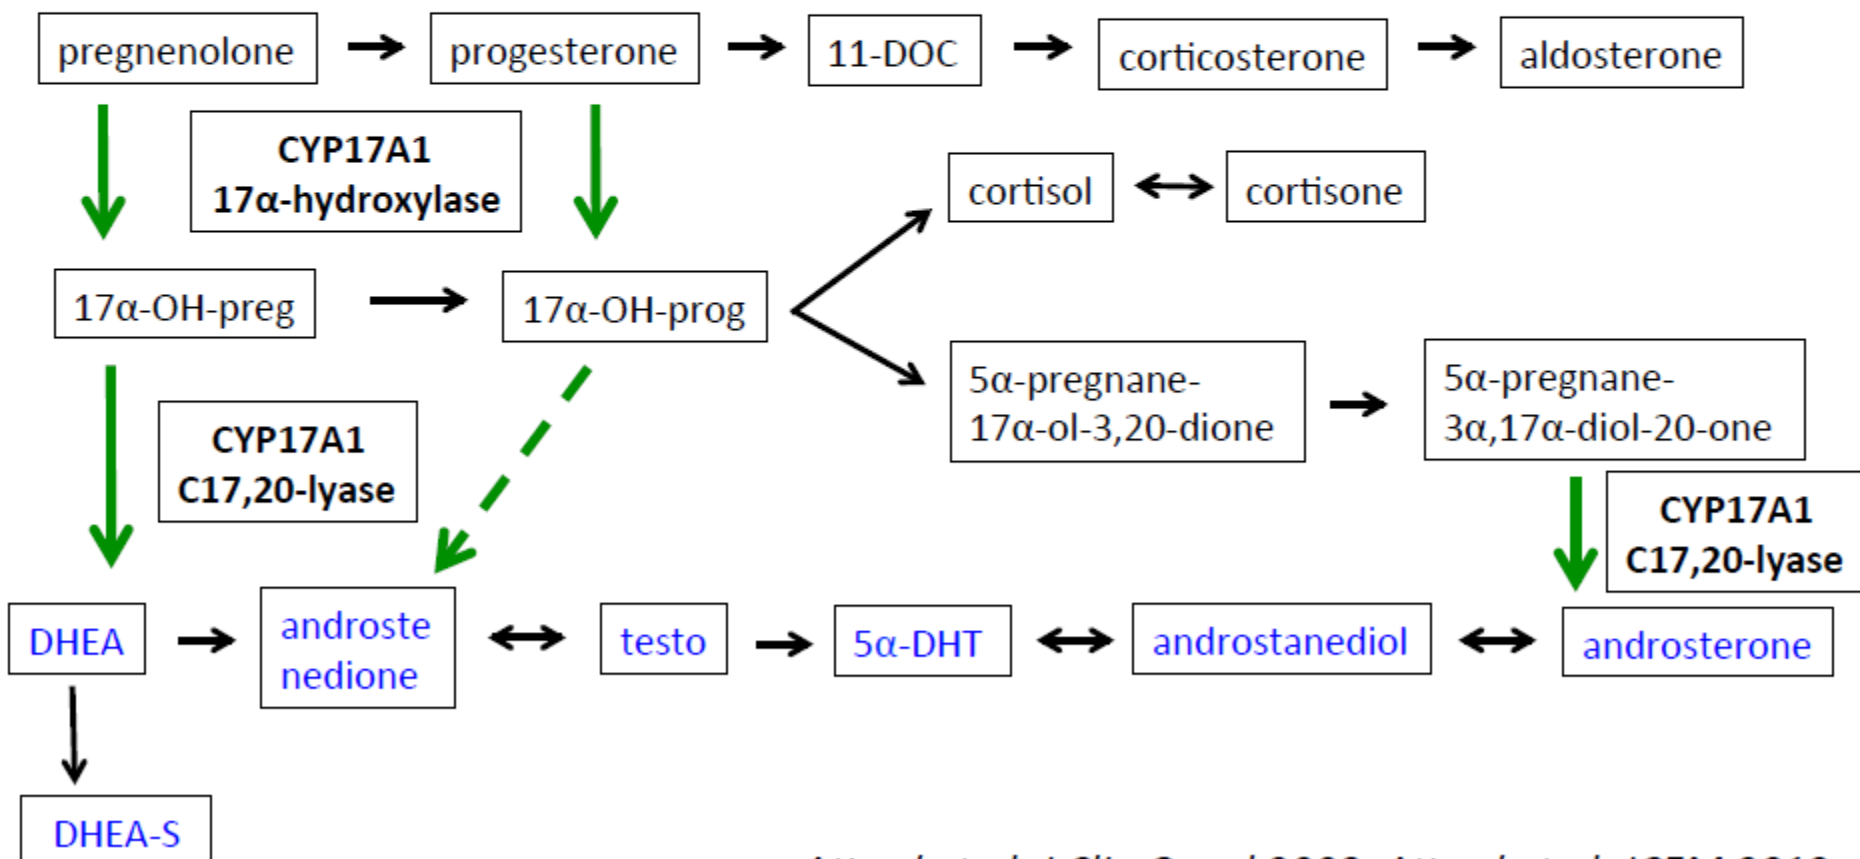 pregnenolone
progesterone
11-DOC
corticosterone
aldosterone
CYP17A1
17α-hydroxylase
cortisol
cortisone
17α-OH-preg
17α-OH-prog
5α-pregnane-
17α-ol-3,20-dione
5α-pregnane-
3α,17α-diol-20-one
CYP17A1
C17,20-lyase
CYP17A1
C17,20-lyase
DHEA
androste
nedione
testo
5α-DHT
androstanediol
androsterone
DHEA-S